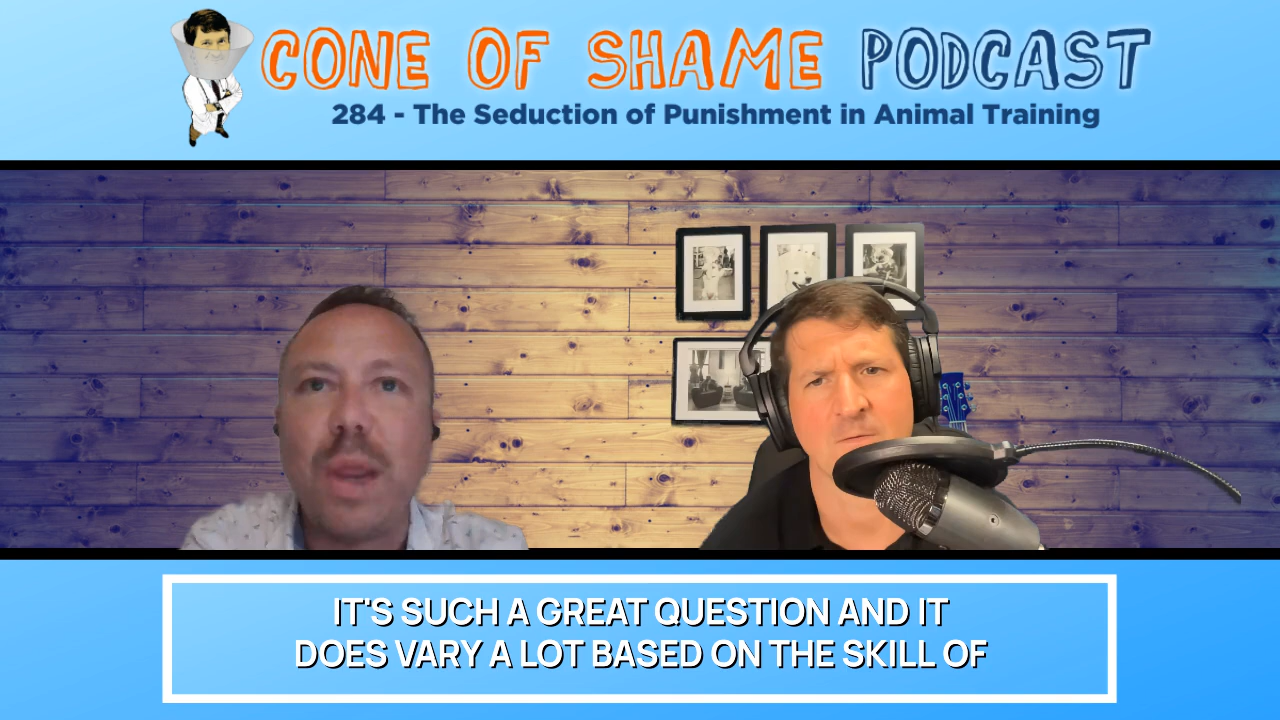 CONE OF SHAME PODCAST
284 - The Seduction of Punishment in Animal Training
IT'S SUCH A GREAT QUESTION AND IT
DOES VARY A LOT BASED ON THE SKILL OF